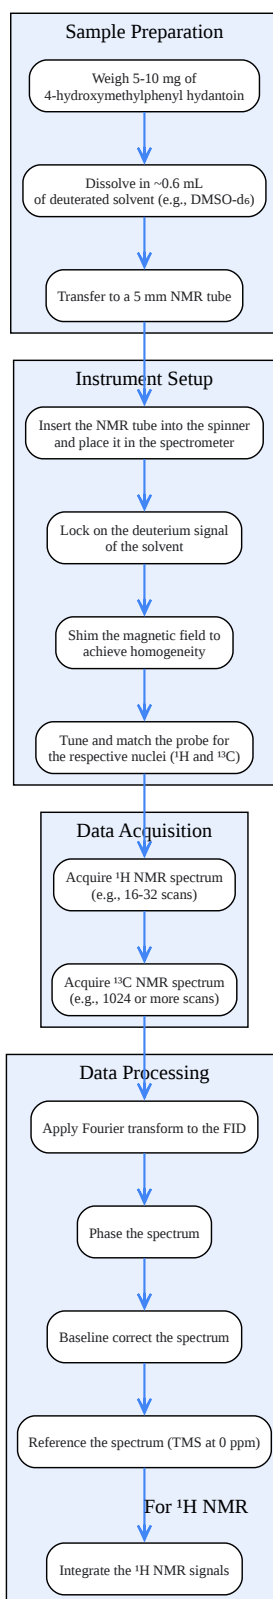 Sample Preparation
Weigh 5-10 mg of
4-hydroxymethylphenyl hydantoin
Dissolve in ~0.6 mL
of deuterated solvent (e.g., DMSO-d₆)
Transfer to a 5 mm NMR tube
Instrument Setup
Insert the NMR tube into the spinner
and place it in the spectrometer
Lock on the deuterium signal
of the solvent
Shim the magnetic field to
achieve homogeneity
Tune and match the probe for
the respective nuclei (¹H and ¹³C)
Data Acquisition
Acquire ¹H NMR spectrum
(e.g., 16-32 scans)
Acquire ¹³C NMR spectrum
(e.g., 1024 or more scans)
Data Processing
Apply Fourier transform to the FID
Phase the spectrum
Baseline correct the spectrum
Reference the spectrum (TMS at 0 ppm)
For ¹H NMR
Integrate the ¹H NMR signals